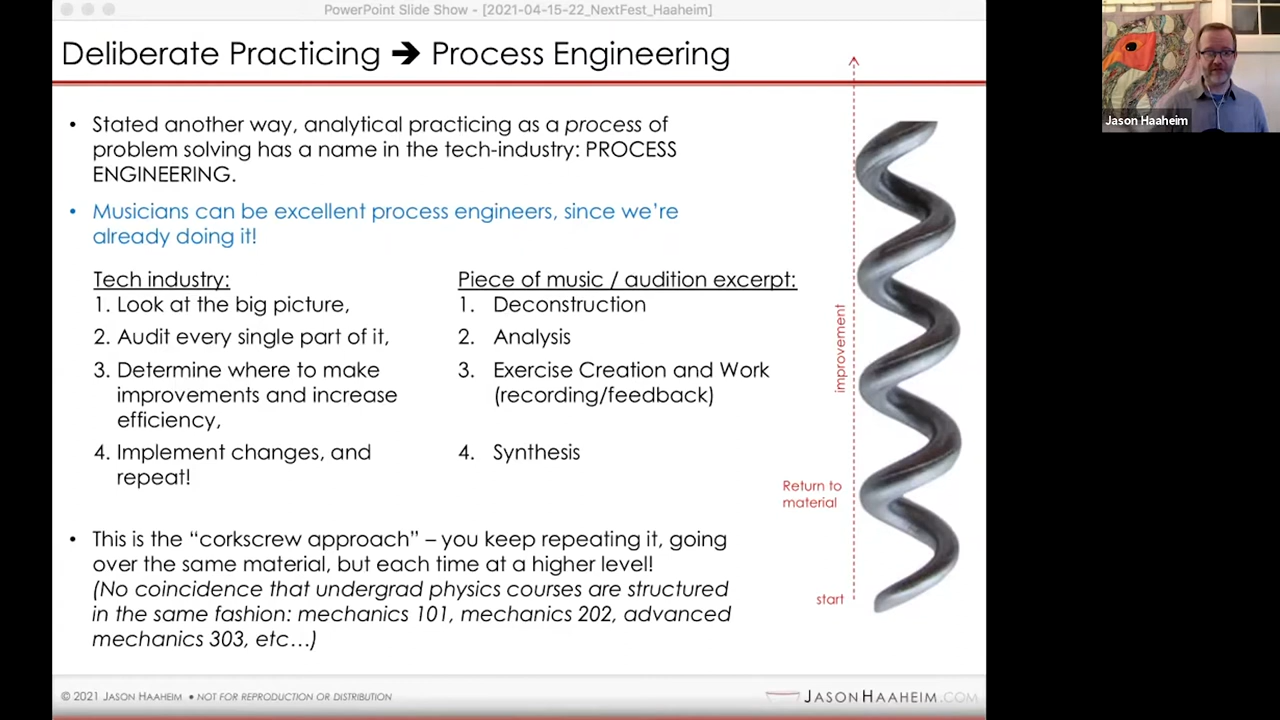 PowerPoint Slide Show - [2021-04-15-22_NextFest_Haaheim]
Deliberate Practicing ➔ Process Engineering
• Stated another way, analytical practicing as a process of
problem solving has a name in the tech-industry: PROCESS
ENGINEERING.
• Musicians can be excellent process engineers, since we're
already doing it!
Tech industry:
1. Look at the big picture,
2. Audit every single part of it,
3. Determine where to make
improvements and increase
efficiency,
4. Implement changes, and
repeat!
Piece of music / audition excerpt:
1. Deconstruction
2. Analysis
3. Exercise Creation and Work
(recording/feedback)
4. Synthesis
improvement
Return to
material
start
• This is the “corkscrew approach” – you keep repeating it, going
over the same material, but each time at a higher level!
(No coincidence that undergrad physics courses are structured
in the same fashion: mechanics 101, mechanics 202, advanced
mechanics 303, etc…)
© 2021 JASON HAAHEIM • NOT FOR REPRODUCTION OR DISTRIBUTION
JASONHAAHEIM.COM
Jason Haaheim